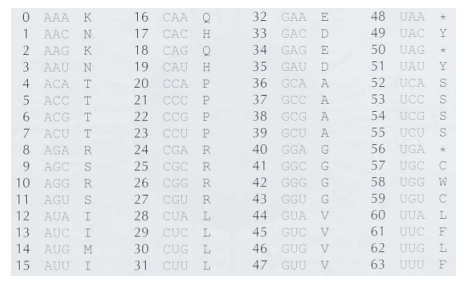 0 AAA K 16 CAA Q 32 GAA E 48 UAA *
1 AAC N 17 CAC H 33 GAC D 49 UAC Y
2 AAG K 18 CAG Q 34 GAG E 50 UAG *
3 AAU N 19 CAU H 35 GAU D 51 UAU Y
4 ACA T 20 CCA P 36 GCA A 52 UCA S
5 ACC T 21 CCC P 37 GCC A 53 UCC S
6 ACG T 22 CCG P 38 GCG A 54 UCG S
7 ACU T 23 CCU P 39 GCU A 55 UCU S
8 AGA R 24 CGA R 40 GGA G 56 UGA *
9 AGC S 25 CGC R 41 GGC G 57 UGC C
10 AGG R 26 CGG R 42 GGG G 58 UGG W
11 AGU S 27 CGU R 43 GGU G 59 UGU C
12 AUA I 28 CUA L 44 GUA V 60 UUA L
13 AUC I 29 CUC L 45 GUC V 61 UUC F
14 AUG M 30 CUG L 46 GUG V 62 UUG L
15 AUU I 31 CUU L 47 GUU V 63 UUU F